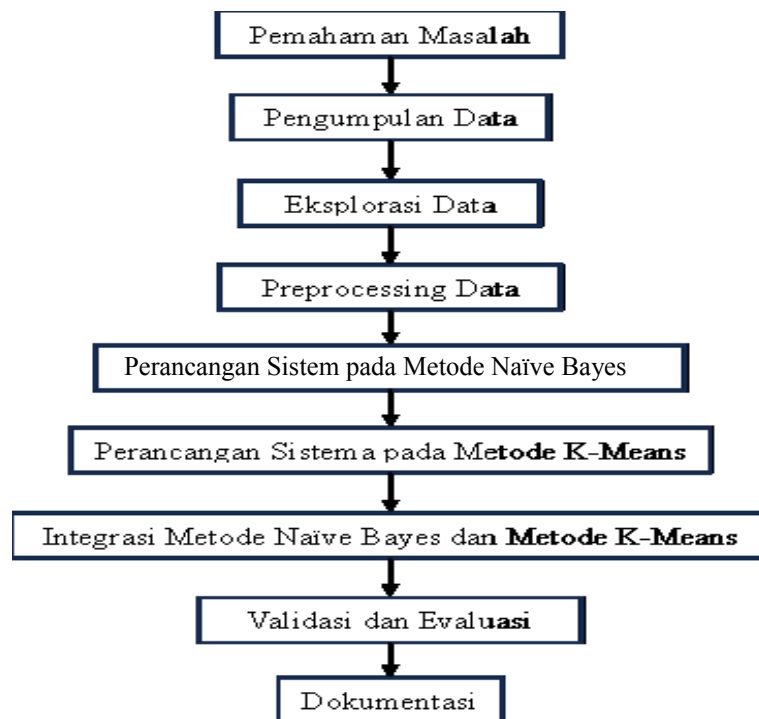 Pemahaman Masalah
Pengumpulan Data
Eksplorasi Data
Preprocessing Data
Perancangan Sistem pada Metode Naïve Bayes
Perancangan Sistema pada Metode K-Means
Integrasi Metode Naïve Bayes dan Metode K-Means
Validasi dan Evaluasi
Dokumentasi